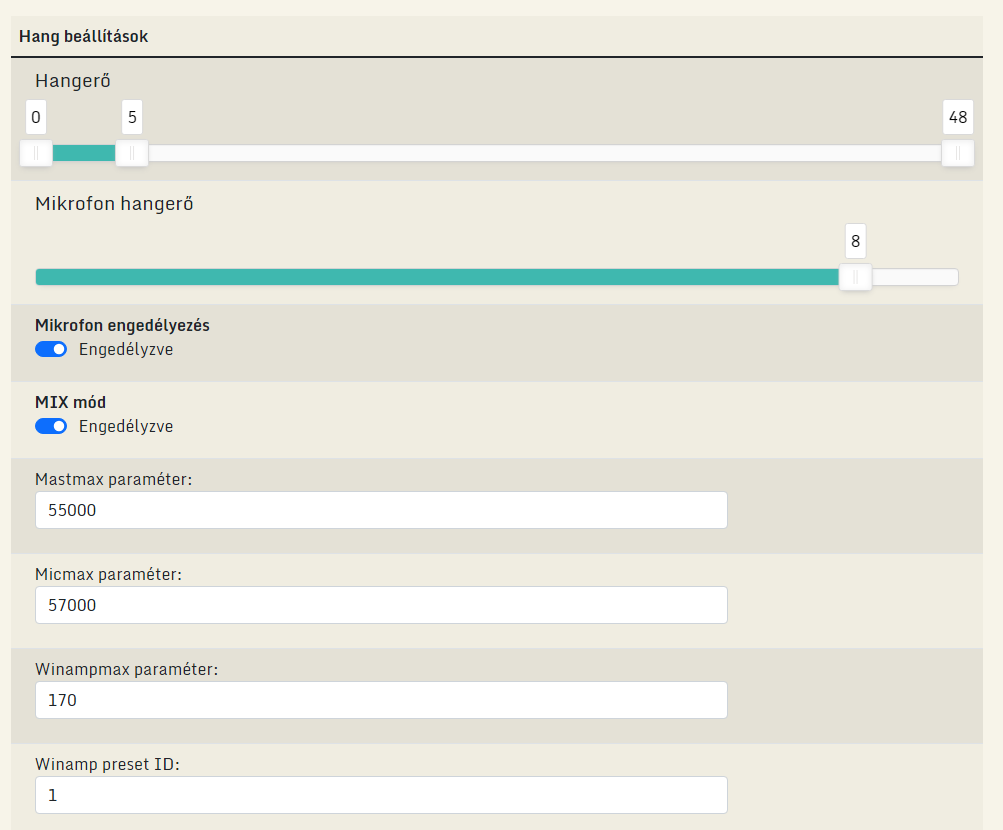 Hang beállítások
Hangerő
0 5 48
Mikrofon hangerő
8
Mikrofon engedélyezés
Engedélyzve
MIX mód
Engedélyzve
Mastmax paraméter:
55000
Micmax paraméter:
57000
Winampmax paraméter:
170
Winamp preset ID:
1